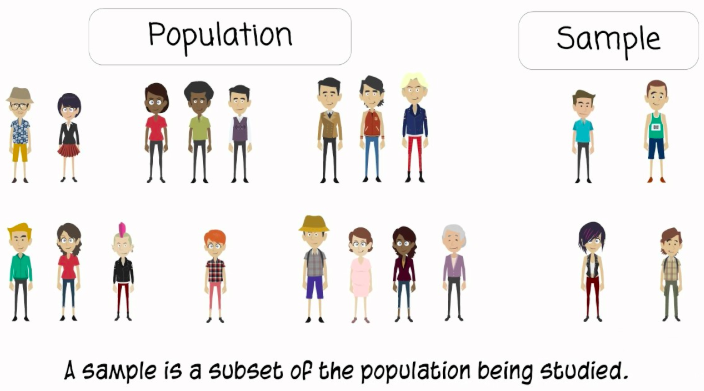 Population
Sample
A sample is a subset of the population being studied.